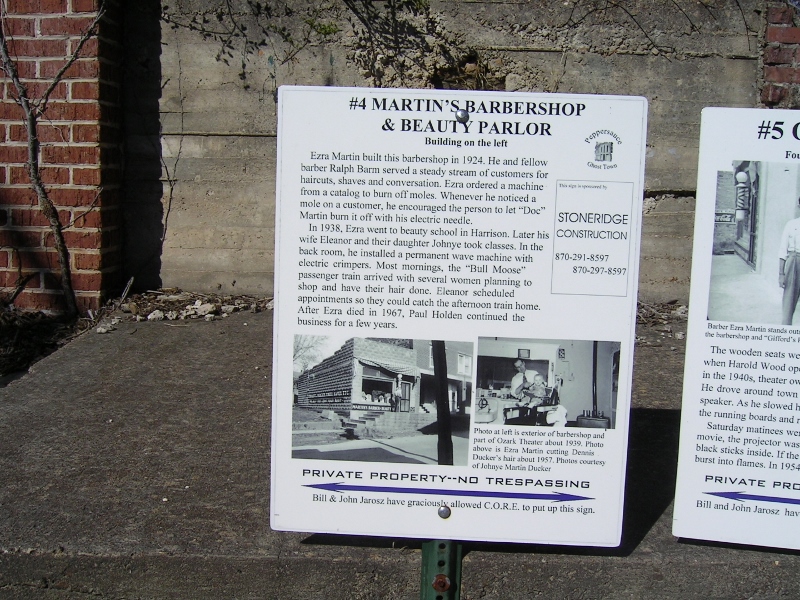 #4 MARTIN'S BARBERSHOP
& BEAUTY PARLOR
Building on the left
Peppersauce
Ghost Town
Ezra Martin built this barbershop in 1924. He and fellow
barber Ralph Barm served a steady stream of customers for
haircuts, shaves and conversation. Ezra ordered a machine
from a catalog to burn off moles. Whenever he noticed a
mole on a customer, he encouraged the person to let "Doc"
Martin burn it off with his electric needle.
In 1938, Ezra went to beauty school in Harrison. Later his
wife Eleanor and their daughter Johnye took classes. In the
back room, he installed a permanent wave machine with
electric crimpers. Most mornings, the "Bull Moose"
passenger train arrived with several women planning to
shop and have their hair done. Eleanor scheduled
appointments so they could catch the afternoon train home.
After Ezra died in 1967, Paul Holden continued the
business for a few years.
This sign is sponsored by
STONERIDGE
CONSTRUCTION
870-291-8597
870-297-8597
Photo at left is exterior of barbershop and
part of Ozark Theater about 1939. Photo
above is Ezra Martin cutting Dennis
Ducker's hair about 1957. Photos courtesy
of Johnye Martin Ducker
PRIVATE PROPERTY--NO TRESPASSING
Bill & John Jarosz have graciously allowed C.O.R.E. to put up this sign.
#5
Barber Ezra Martin stands
the barbershop and "Gifford's
The wooden seats
when Harold Wood
in the 1940s, theater
He drove around town
speaker. As he slowed
the running boards and
Saturday matinees
movie, the projector was
black sticks inside. If the
burst into flames. In 1954
PRIVATE
Bill and John Jarosz